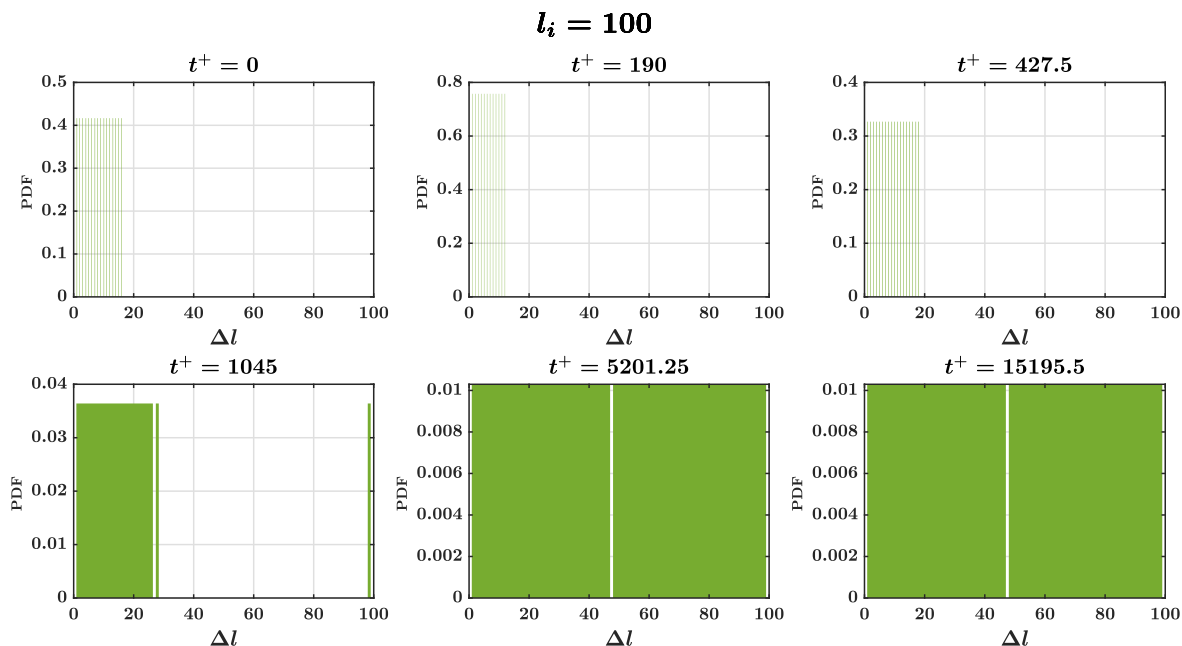 l_i = 100
t^+ = 0
t^+ = 190
t^+ = 427.5
0.5
0.4
0.3
0.2
0.1
0
PDF
0 20 40 60 80 100
Δl
0.8
0.6
0.4
0.2
0
PDF
0 20 40 60 80 100
Δl
0.4
0.3
0.2
0.1
0
PDF
0 20 40 60 80 100
Δl
t^+ = 1045
t^+ = 5201.25
t^+ = 15195.5
0.04
0.03
0.02
0.01
0
PDF
0 20 40 60 80 100
Δl
0.01
0.008
0.006
0.004
0.002
0
PDF
0 20 40 60 80 100
Δl
0.01
0.008
0.006
0.004
0.002
0
PDF
0 20 40 60 80 100
Δl